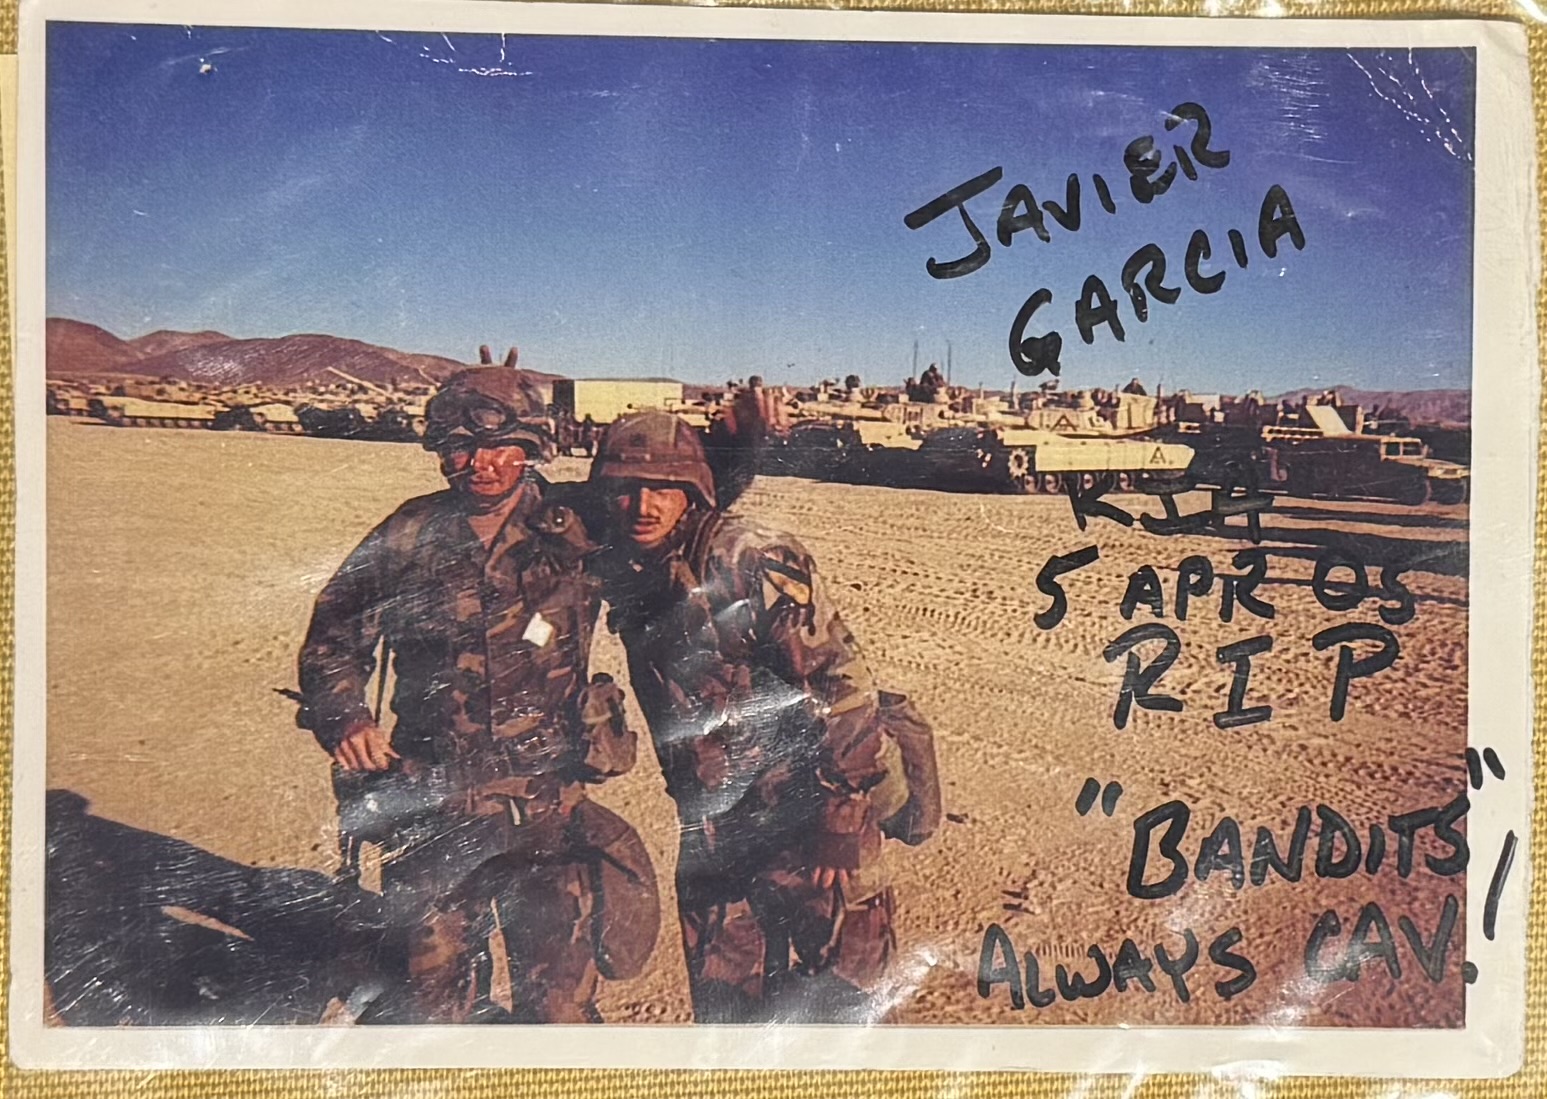 JAVIER
GARCIA
KIA
5 APR 05
RIP
"BANDITS"
ALWAYS CAV.!